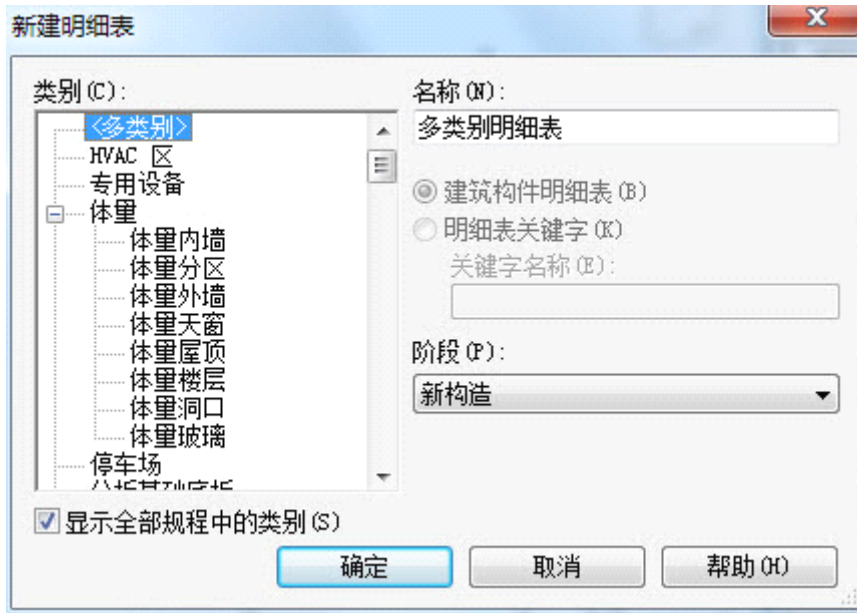 新建明细表
类别(C):
<多类别>
HVAC 区
专用设备
体量
体量内墙
体量分区
体量外墙
体量天窗
体量屋顶
体量楼层
体量洞口
体量玻璃
停车场
显示全部规程中的类别(S)
名称(N):
多类别明细表
建筑构件明细表(B)
明细表关键字(K)
关键字名称(E):
阶段(P):
新构造
确定
取消
帮助(H)